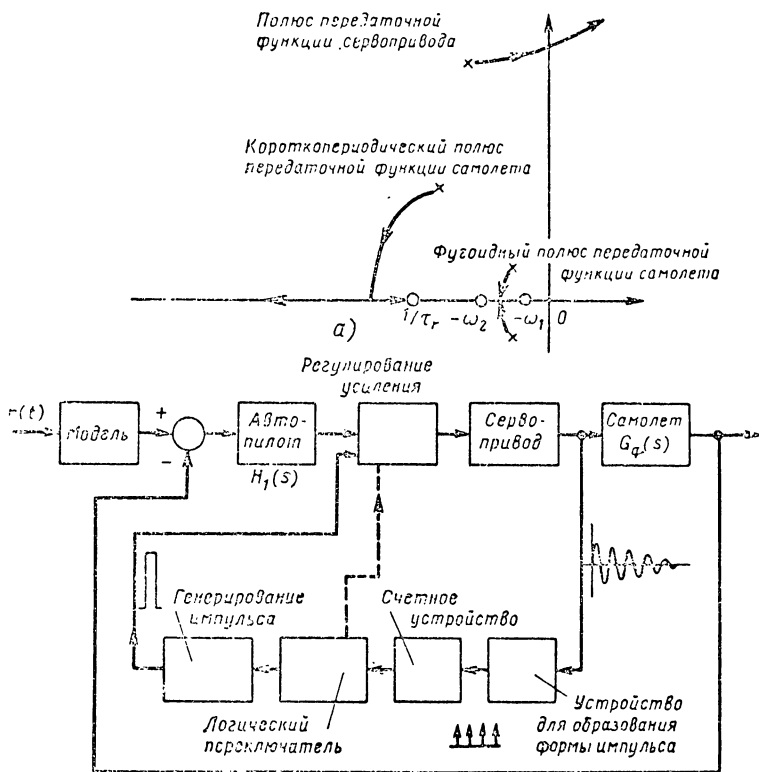 Полюс передаточной
функции сервопривода
Короткопериодический полюс
передаточной функции самолета
Фугоидный полюс передаточной
функции самолета
1/τr -ω2 -ω1 0
а)
Регулирование
усиления
r(t)
Модель
+
-
Авто-
пилот
H1(s)
Серво-
привод
Самолет
Gq(s)
Генерирование
импульса
Счетное
устройство
Логический
переключатель
Устройство
для образования
формы импульса